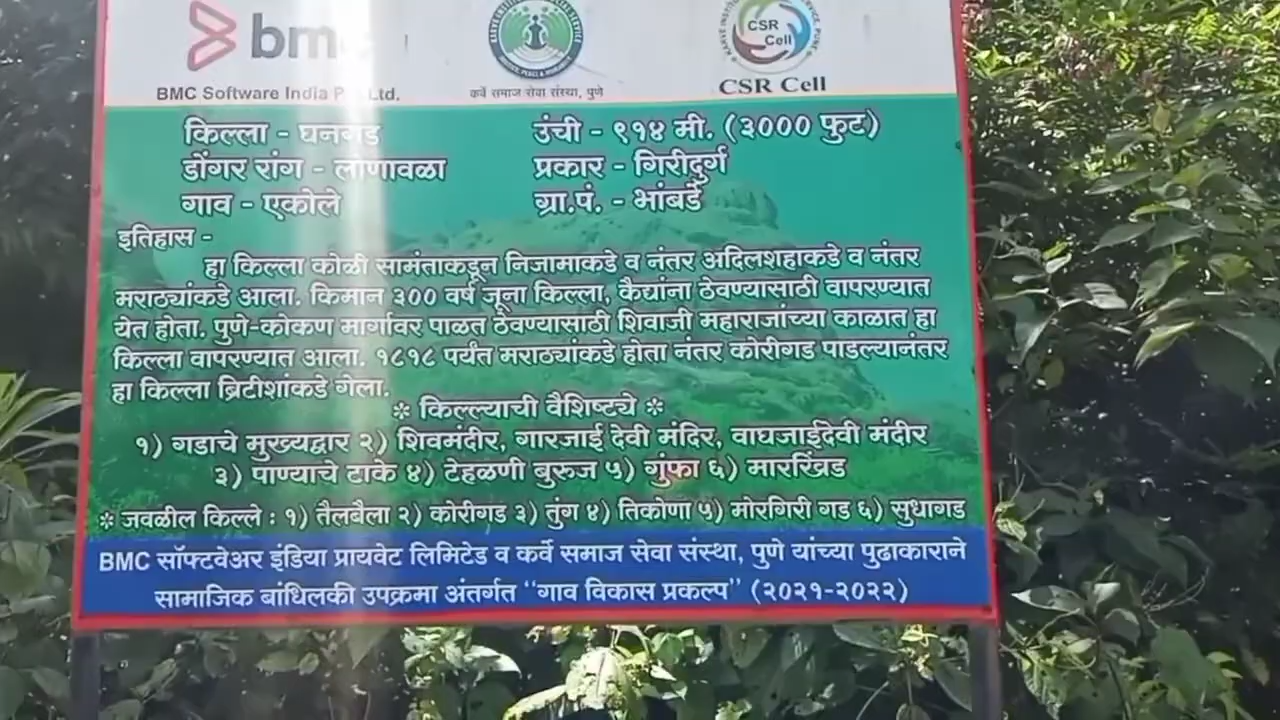 bmc
BMC Software India Pvt. Ltd.
कर्वे समाज सेवा संस्था, पुणे
CSR Cell
CSR Cell
किल्ला - घनगड
उंची - ९१४ मी. (३००० फुट)
डोंगर रांग - लोणावळा
प्रकार - गिरीदुर्ग
गाव - एकोले
ग्रा.पं. - भांबर्डे
इतिहास -
हा किल्ला कोळी सामंताकडून निजामाकडे व नंतर अदिलशहाकडे व नंतर
मराठ्यांकडे आला. किमान ३०० वर्ष जूना किल्ला, कैद्यांना ठेवण्यासाठी वापरण्यात
येत होता. पुणे-कोकण मार्गावर पाळत ठेवण्यासाठी शिवाजी महाराजांच्या काळात हा
किल्ला वापरण्यात आला. १८१८ पर्यंत मराठ्यांकडे होता नंतर कोरीगड पाडल्यानंतर
हा किल्ला ब्रिटीशांकडे गेला.
* किल्ल्याची वैशिष्ट्ये *
१) गडाचे मुख्यद्वार २) शिवमंदीर, गारजाई देवी मंदिर, वाघजाईदेवी मंदीर
३) पाण्याचे टाके ४) टेहळणी बुरुज ५) गुंफा ६) मारखिंड
* जवळील किल्ले : १) तैलबैला २) कोरीगड ३) तुंग ४) तिकोणा ५) मोरगिरी गड ६) सुधागड
BMC सॉफ्टवेअर इंडिया प्रायवेट लिमिटेड व कर्वे समाज सेवा संस्था, पुणे यांच्या पुढाकाराने
सामाजिक बांधिलकी उपक्रमा अंतर्गत "गाव विकास प्रकल्प" (२०२१-२०२२)